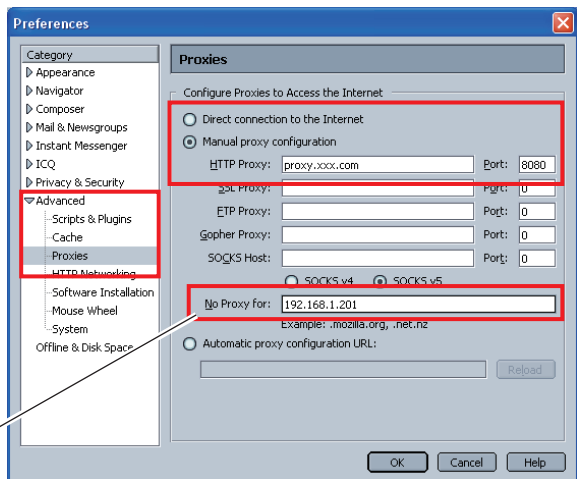 Preferences
Category
Appearance
Navigator
Composer
Mail & Newsgroups
Instant Messenger
ICQ
Privacy & Security
Advanced
Scripts & Plugins
Cache
Proxies
HTTP Networking
Software Installation
Mouse Wheel
System
Offline & Disk Space
Proxies
Configure Proxies to Access the Internet
Direct connection to the Internet
Manual proxy configuration
HTTP Proxy: proxy.xxx.com Port: 8080
SSL Proxy: Port: 0
FTP Proxy: Port: 0
Gopher Proxy: Port: 0
SOCKS Host: Port: 0
SOCKS v4 SOCKS v5
No Proxy for: 192.168.1.201
Example: .mozilla.org, .net.nz
Automatic proxy configuration URL:
Reload
OK Cancel Help